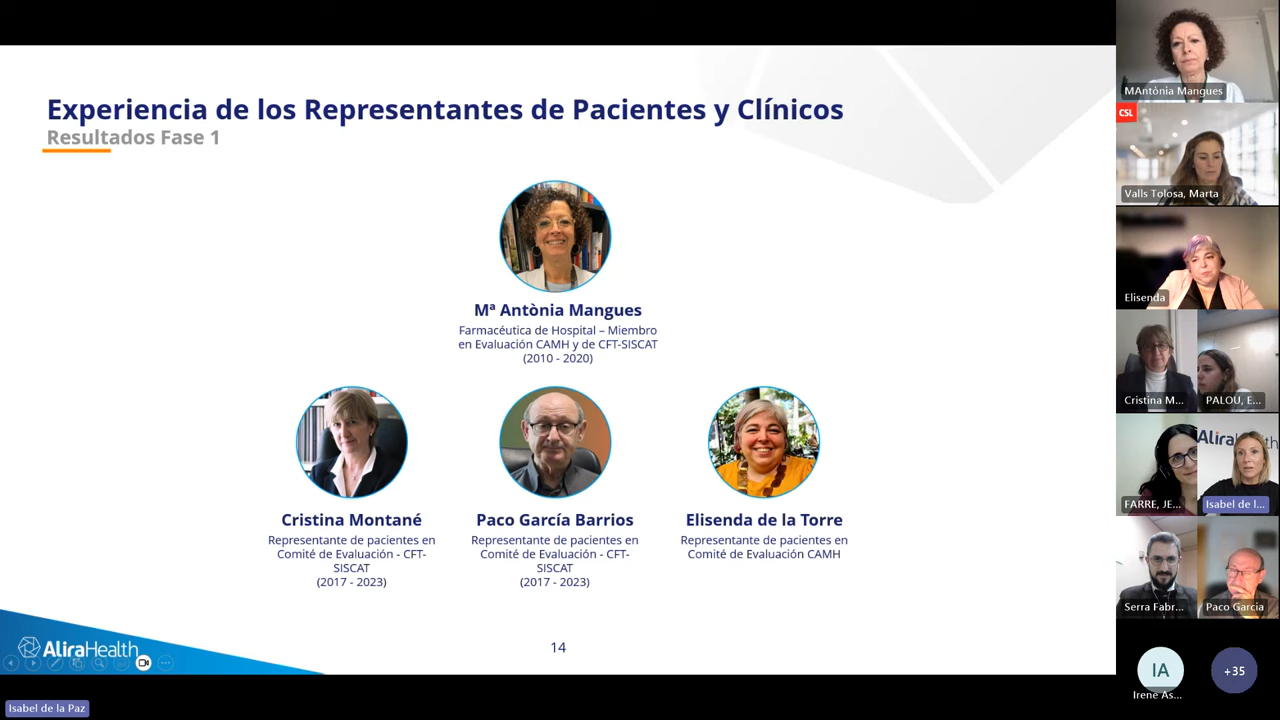 Experiencia de los Representantes de Pacientes y Clínicos
Resultados Fase 1
Mª Antònia Mangues
Farmacéutica de Hospital – Miembro
en Evaluación CAMH y de CFT-SISCAT
(2010 - 2020)
Cristina Montané
Representante de pacientes en
Comité de Evaluación - CFT-
SISCAT
(2017 - 2023)
Paco García Barrios
Representante de pacientes en
Comité de Evaluación - CFT-
SISCAT
(2017 - 2023)
Elisenda de la Torre
Representante de pacientes en
Comité de Evaluación CAMH
AliraHealth
14
Isabel de la Paz
MAntònia Mangues
CSL
Valls Tolosa, Marta
Elisenda
Cristina M...
PALOU, E...
AliraHealth
FARRE, JE...
Isabel de l...
Serra Fabr...
Paco Garcia
IA
Irene As...
+35